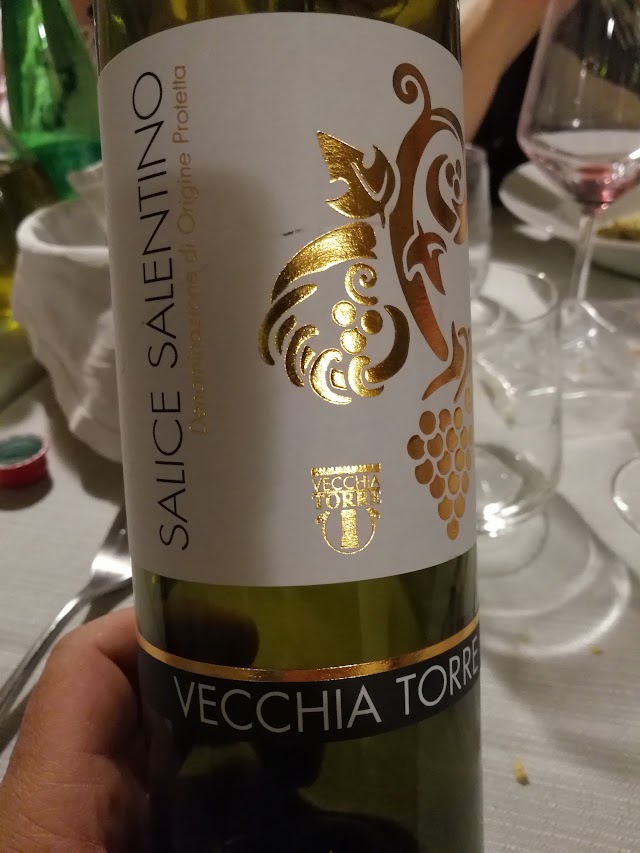 SALICE SALENTINO
Denominazione di Origine Protetta
VECCHIA
TORRE
VECCHIA TORRE